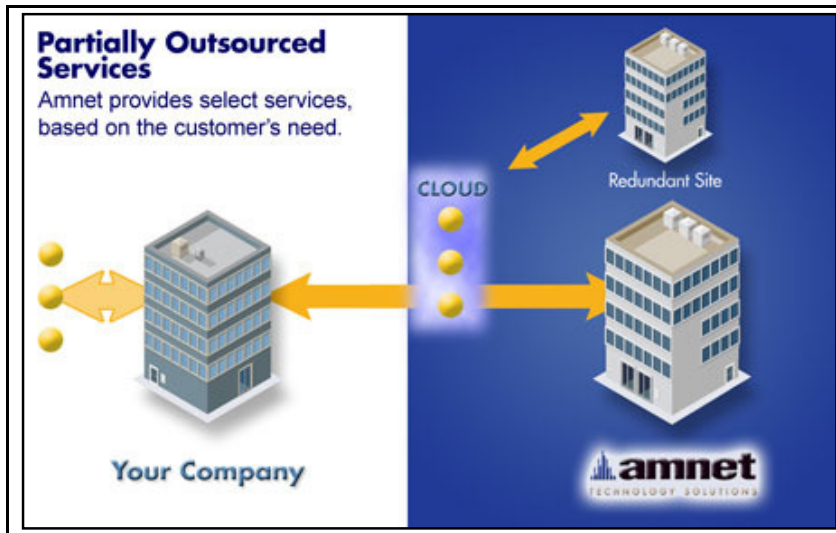 Partially Outsourced
Services
Amnet provides select services,
based on the customer's need.
CLOUD
Redundant Site
Your Company
amnet
TECHNOLOGY SOLUTIONS